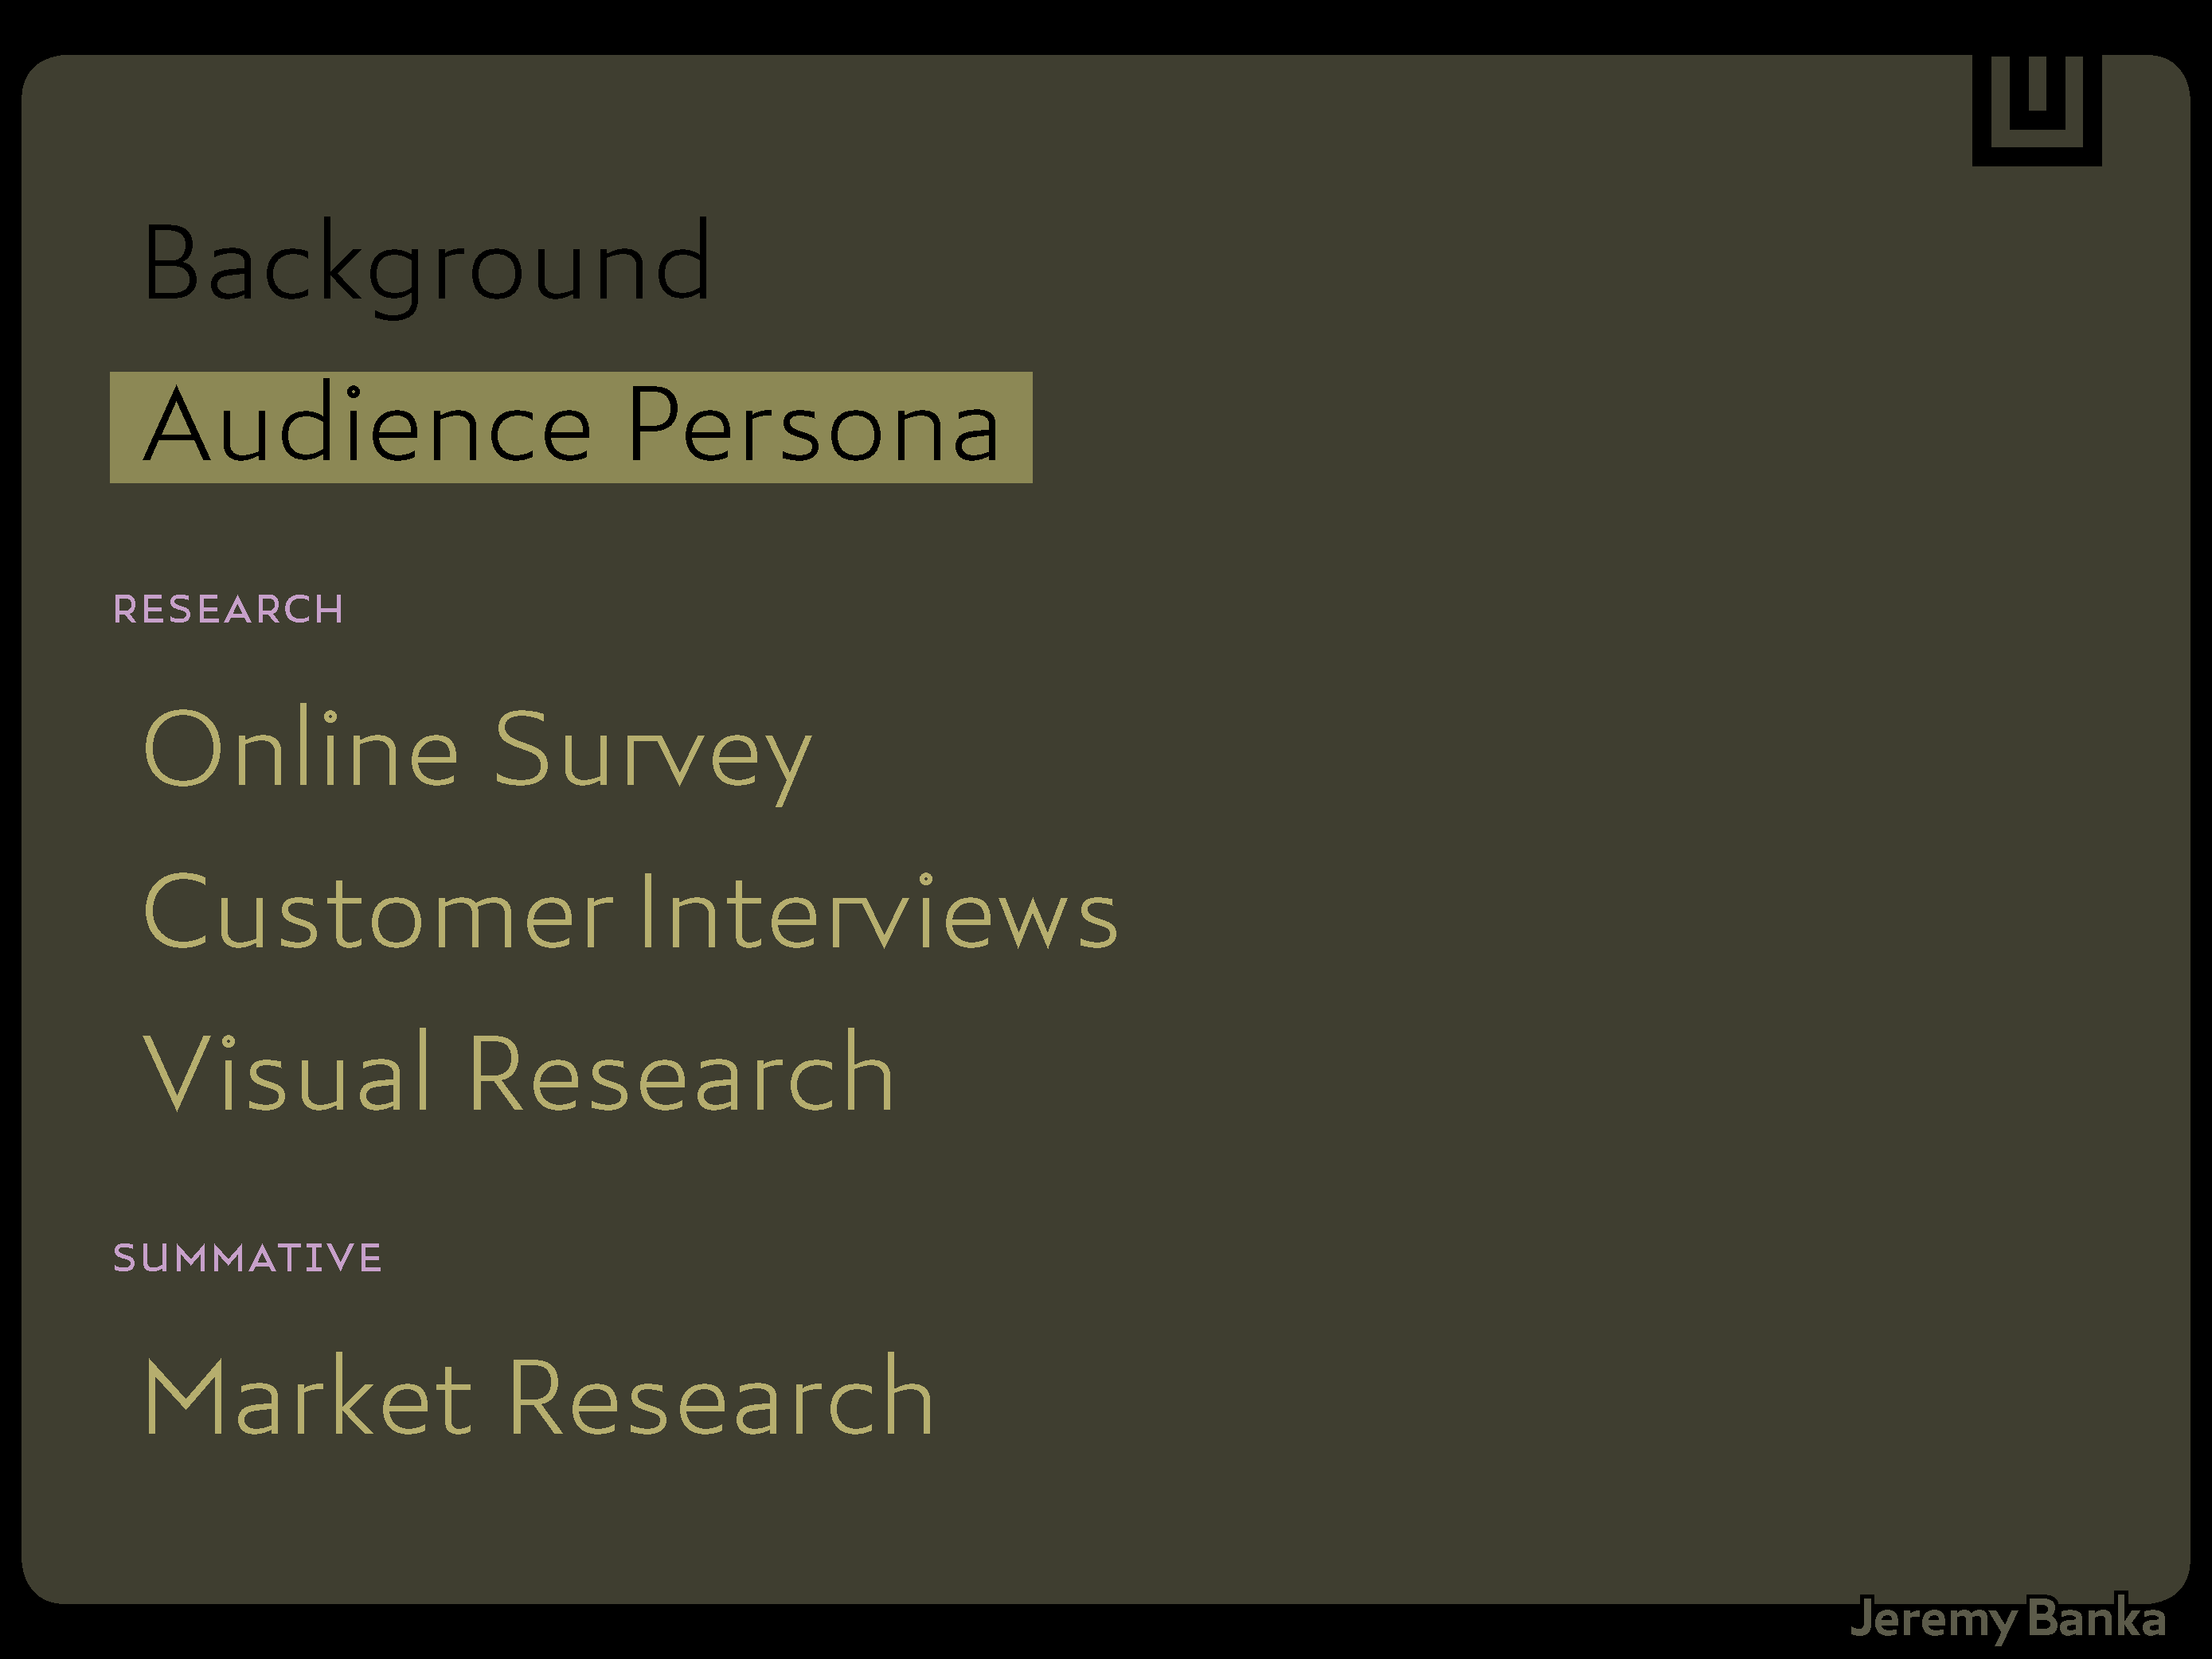 Background
Audience Persona
RESEARCH
Online Survey
Customer Interviews
Visual Research
SUMMATIVE
Market Research
Jeremy Banka